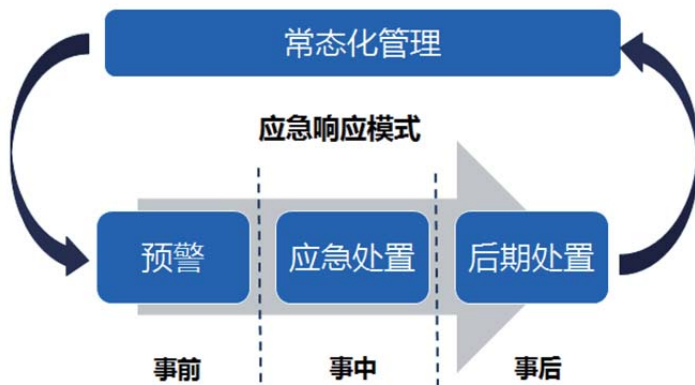 常态化管理
应急响应模式
预警
应急处置
后期处置
事前
事中
事后